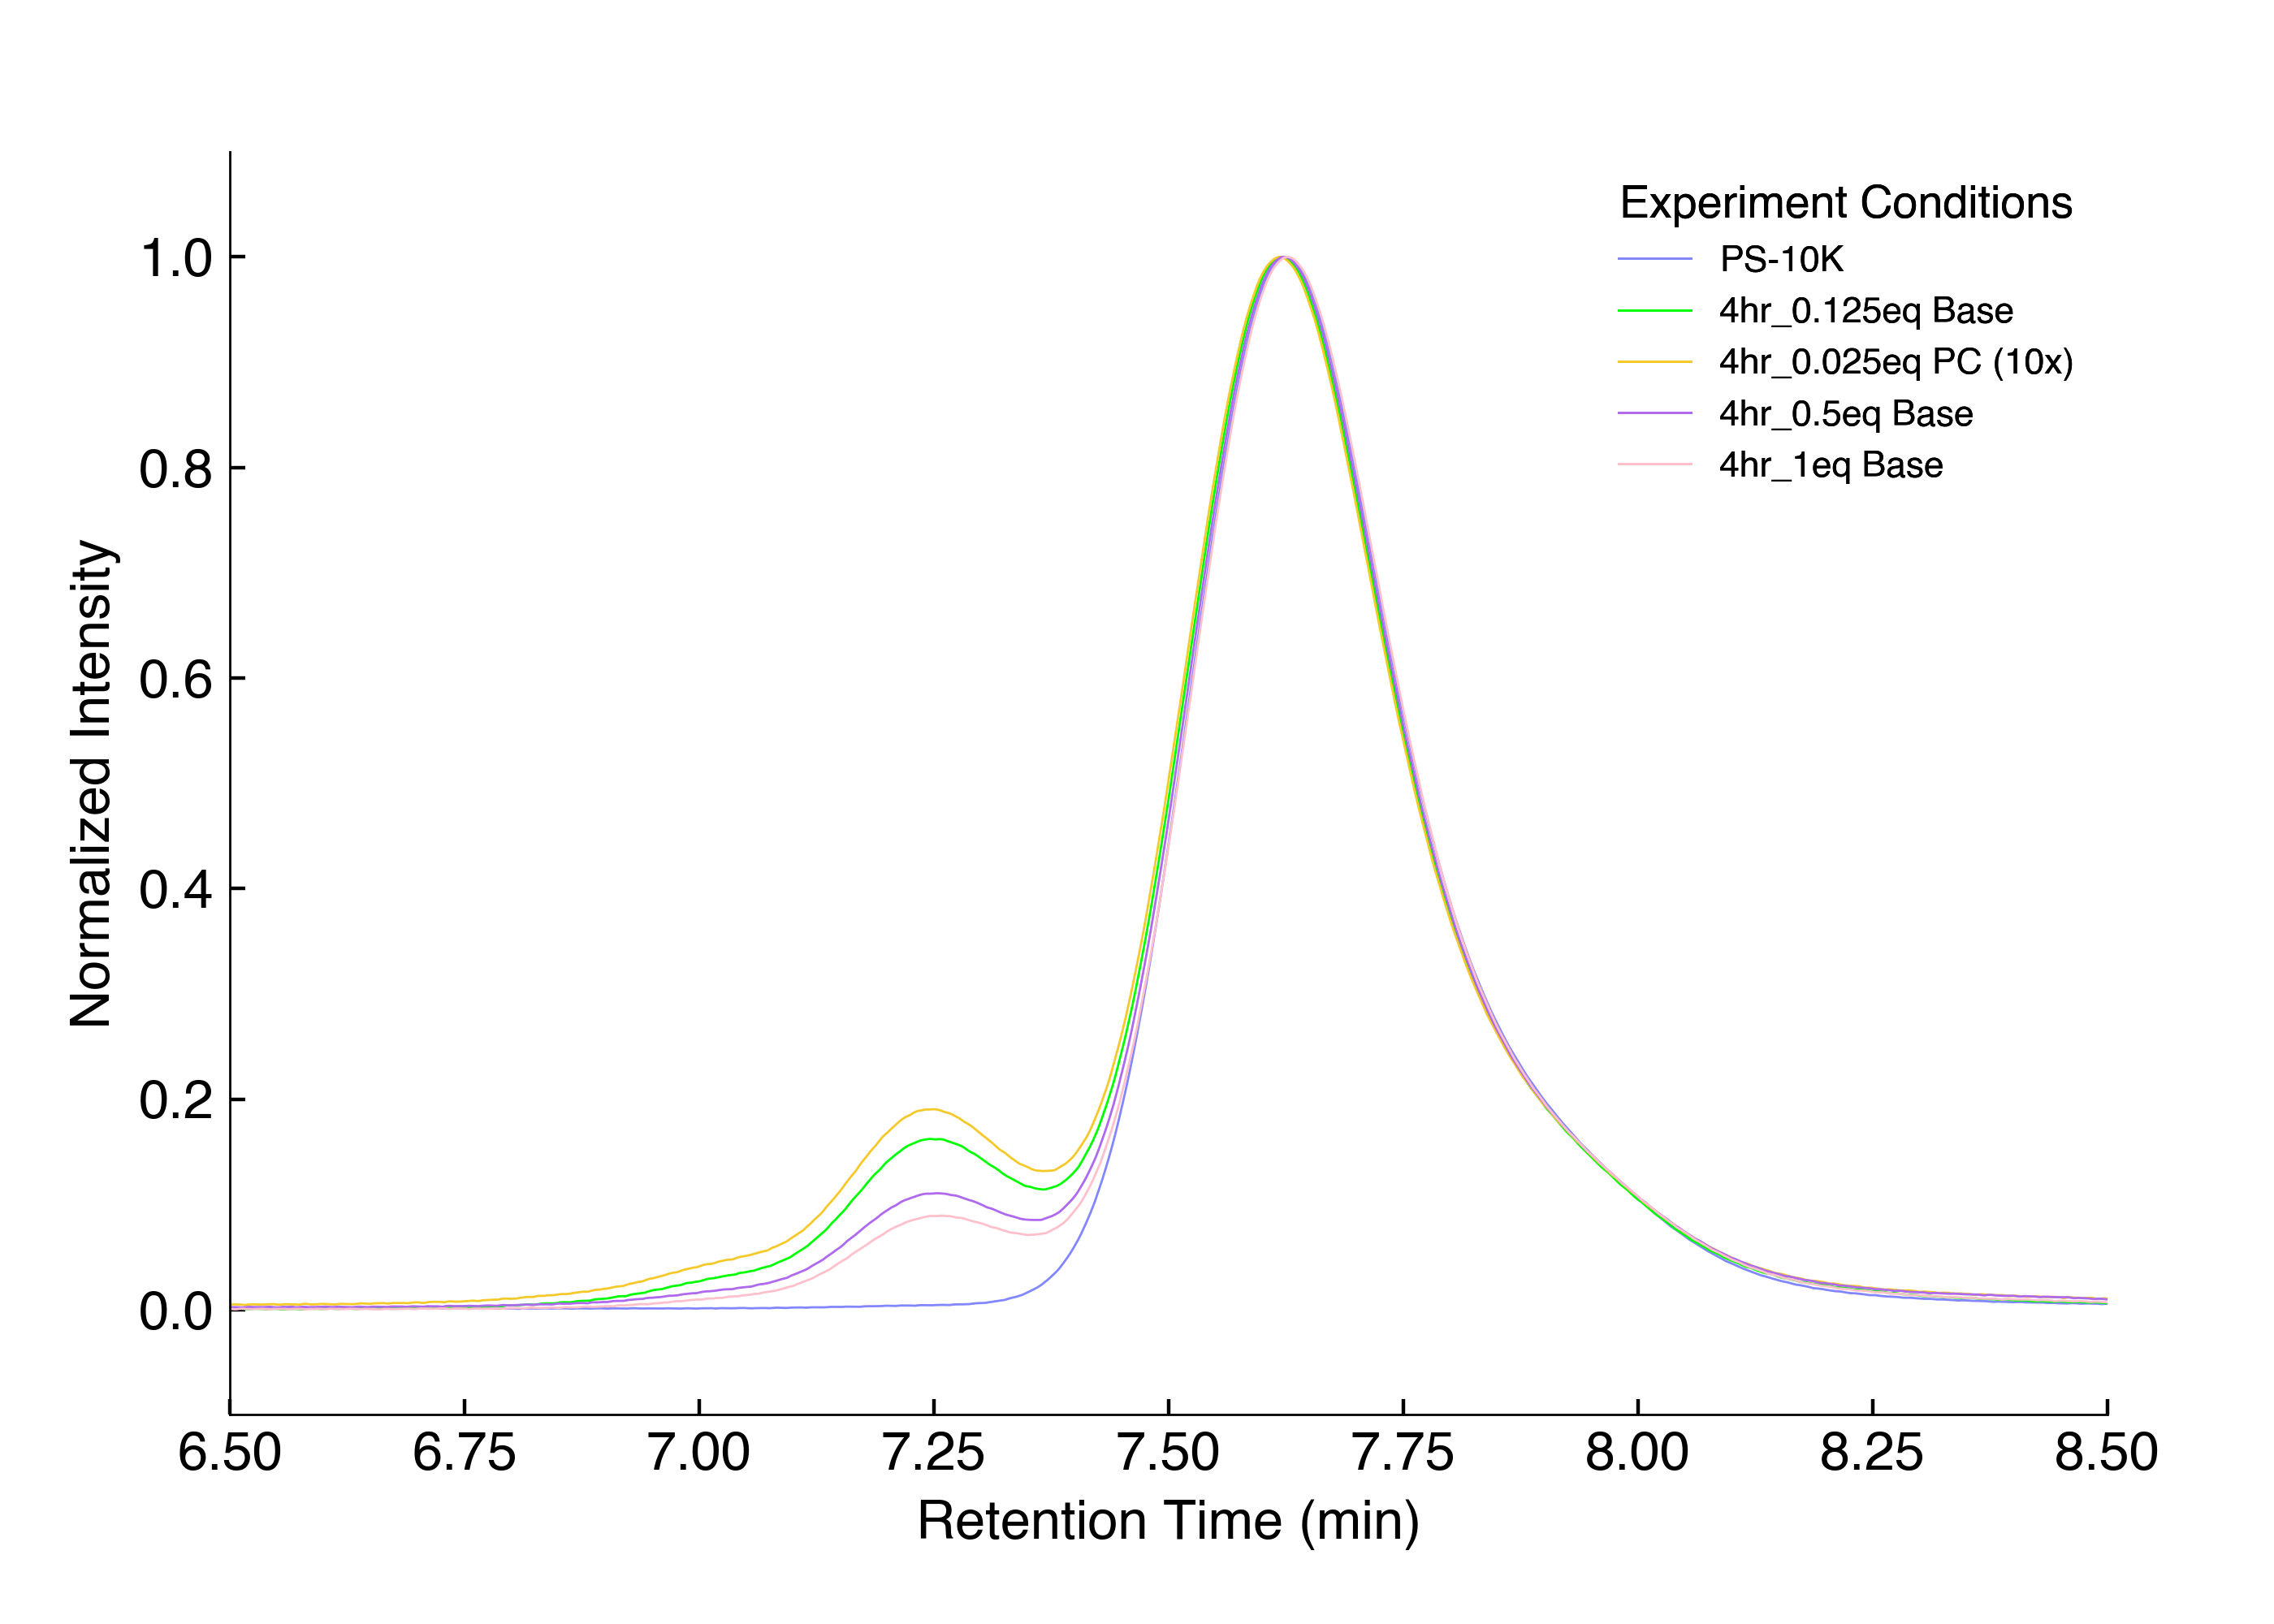 Experiment Conditions
PS-10K
4hr_0.125eq Base
4hr_0.025eq PC (10x)
4hr_0.5eq Base
4hr_1eq Base
1.0
0.8
0.6
0.4
0.2
0.0
Normalized Intensity
6.50 6.75 7.00 7.25 7.50 7.75 8.00 8.25 8.50
Retention Time (min)